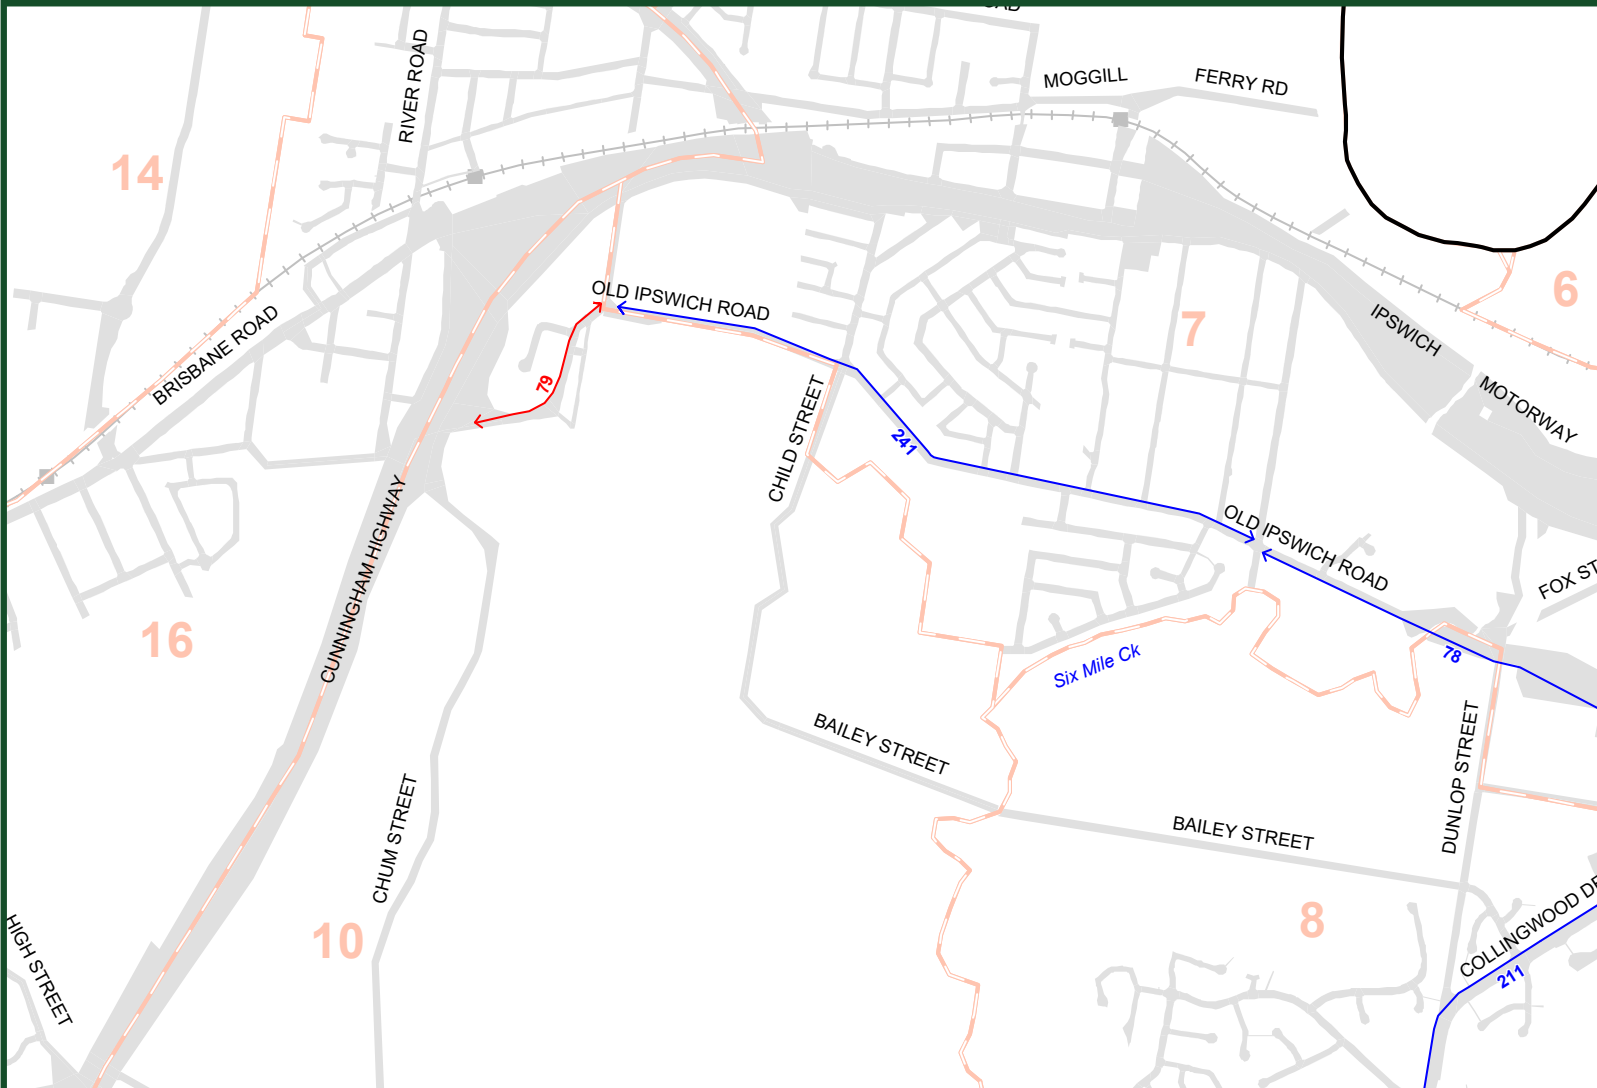 MOGGILL
FERRY RD
RIVER ROAD
14
6
OLD IPSWICH ROAD
7
IPSWICH
BRISBANE ROAD
79
CHILD STREET
MOTORWAY
241
CUNNINGHAM HIGHWAY
OLD IPSWICH ROAD
FOX ST
16
Six Mile Ck
78
BAILEY STREET
DUNLOP STREET
CHUM STREET
BAILEY STREET
8
10
COLLINGWOOD DR
HIGH STREET
211